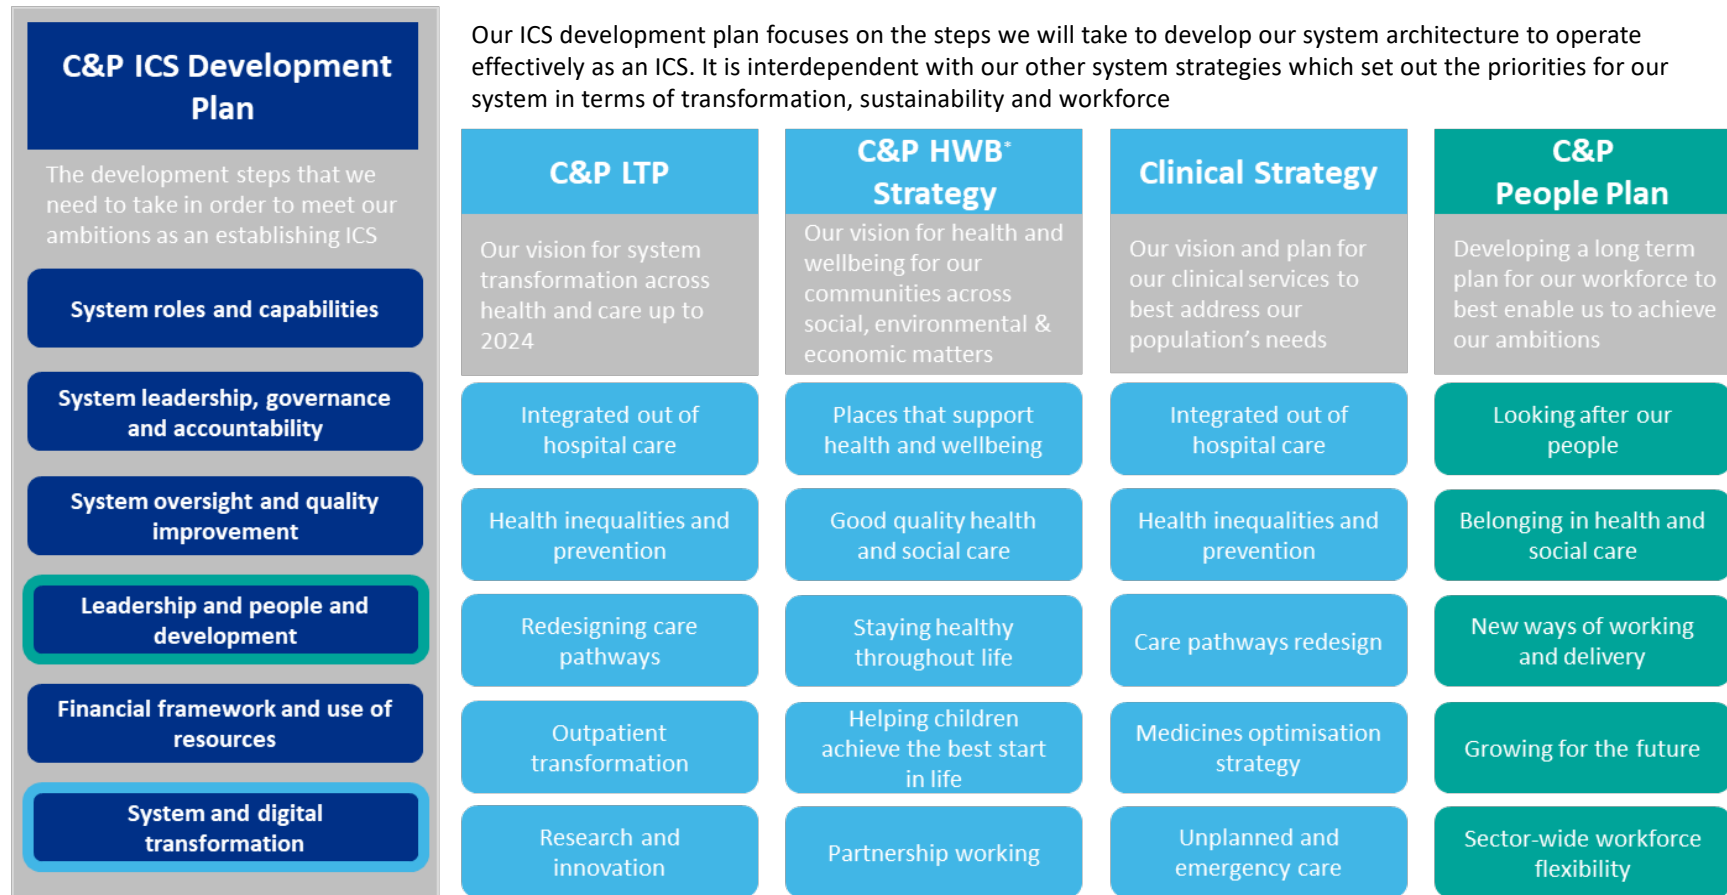 C&P ICS Development
Plan
The development steps that we
need to take in order to meet our
ambitions as an establishing ICS
System roles and capabilities
System leadership, governance
and accountability
System oversight and quality
improvement
Leadership and people and
development
Financial framework and use of
resources
System and digital
transformation
Our ICS development plan focuses on the steps we will take to develop our system architecture to operate
effectively as an ICS. It is interdependent with our other system strategies which set out the priorities for our
system in terms of transformation, sustainability and workforce
C&P LTP
Our vision for system
transformation across
health and care up to
2024
Integrated out of
hospital care
Health inequalities and
prevention
Redesigning care
pathways
Outpatient
transformation
Research and
innovation
C&P HWB*
Strategy
Our vision for health and
wellbeing for our
communities across
social, environmental &
economic matters
Places that support
health and wellbeing
Good quality health
and social care
Staying healthy
throughout life
Helping children
achieve the best start
in life
Partnership working
Clinical Strategy
Our vision and plan for
our clinical services to
best address our
population's needs
Integrated out of
hospital care
Health inequalities and
prevention
Care pathways redesign
Medicines optimisation
strategy
Unplanned and
emergency care
C&P
People Plan
Developing a long term
plan for our workforce to
best enable us to achieve
our ambitions
Looking after our
people
Belonging in health and
social care
New ways of working
and delivery
Growing for the future
Sector-wide workforce
flexibility